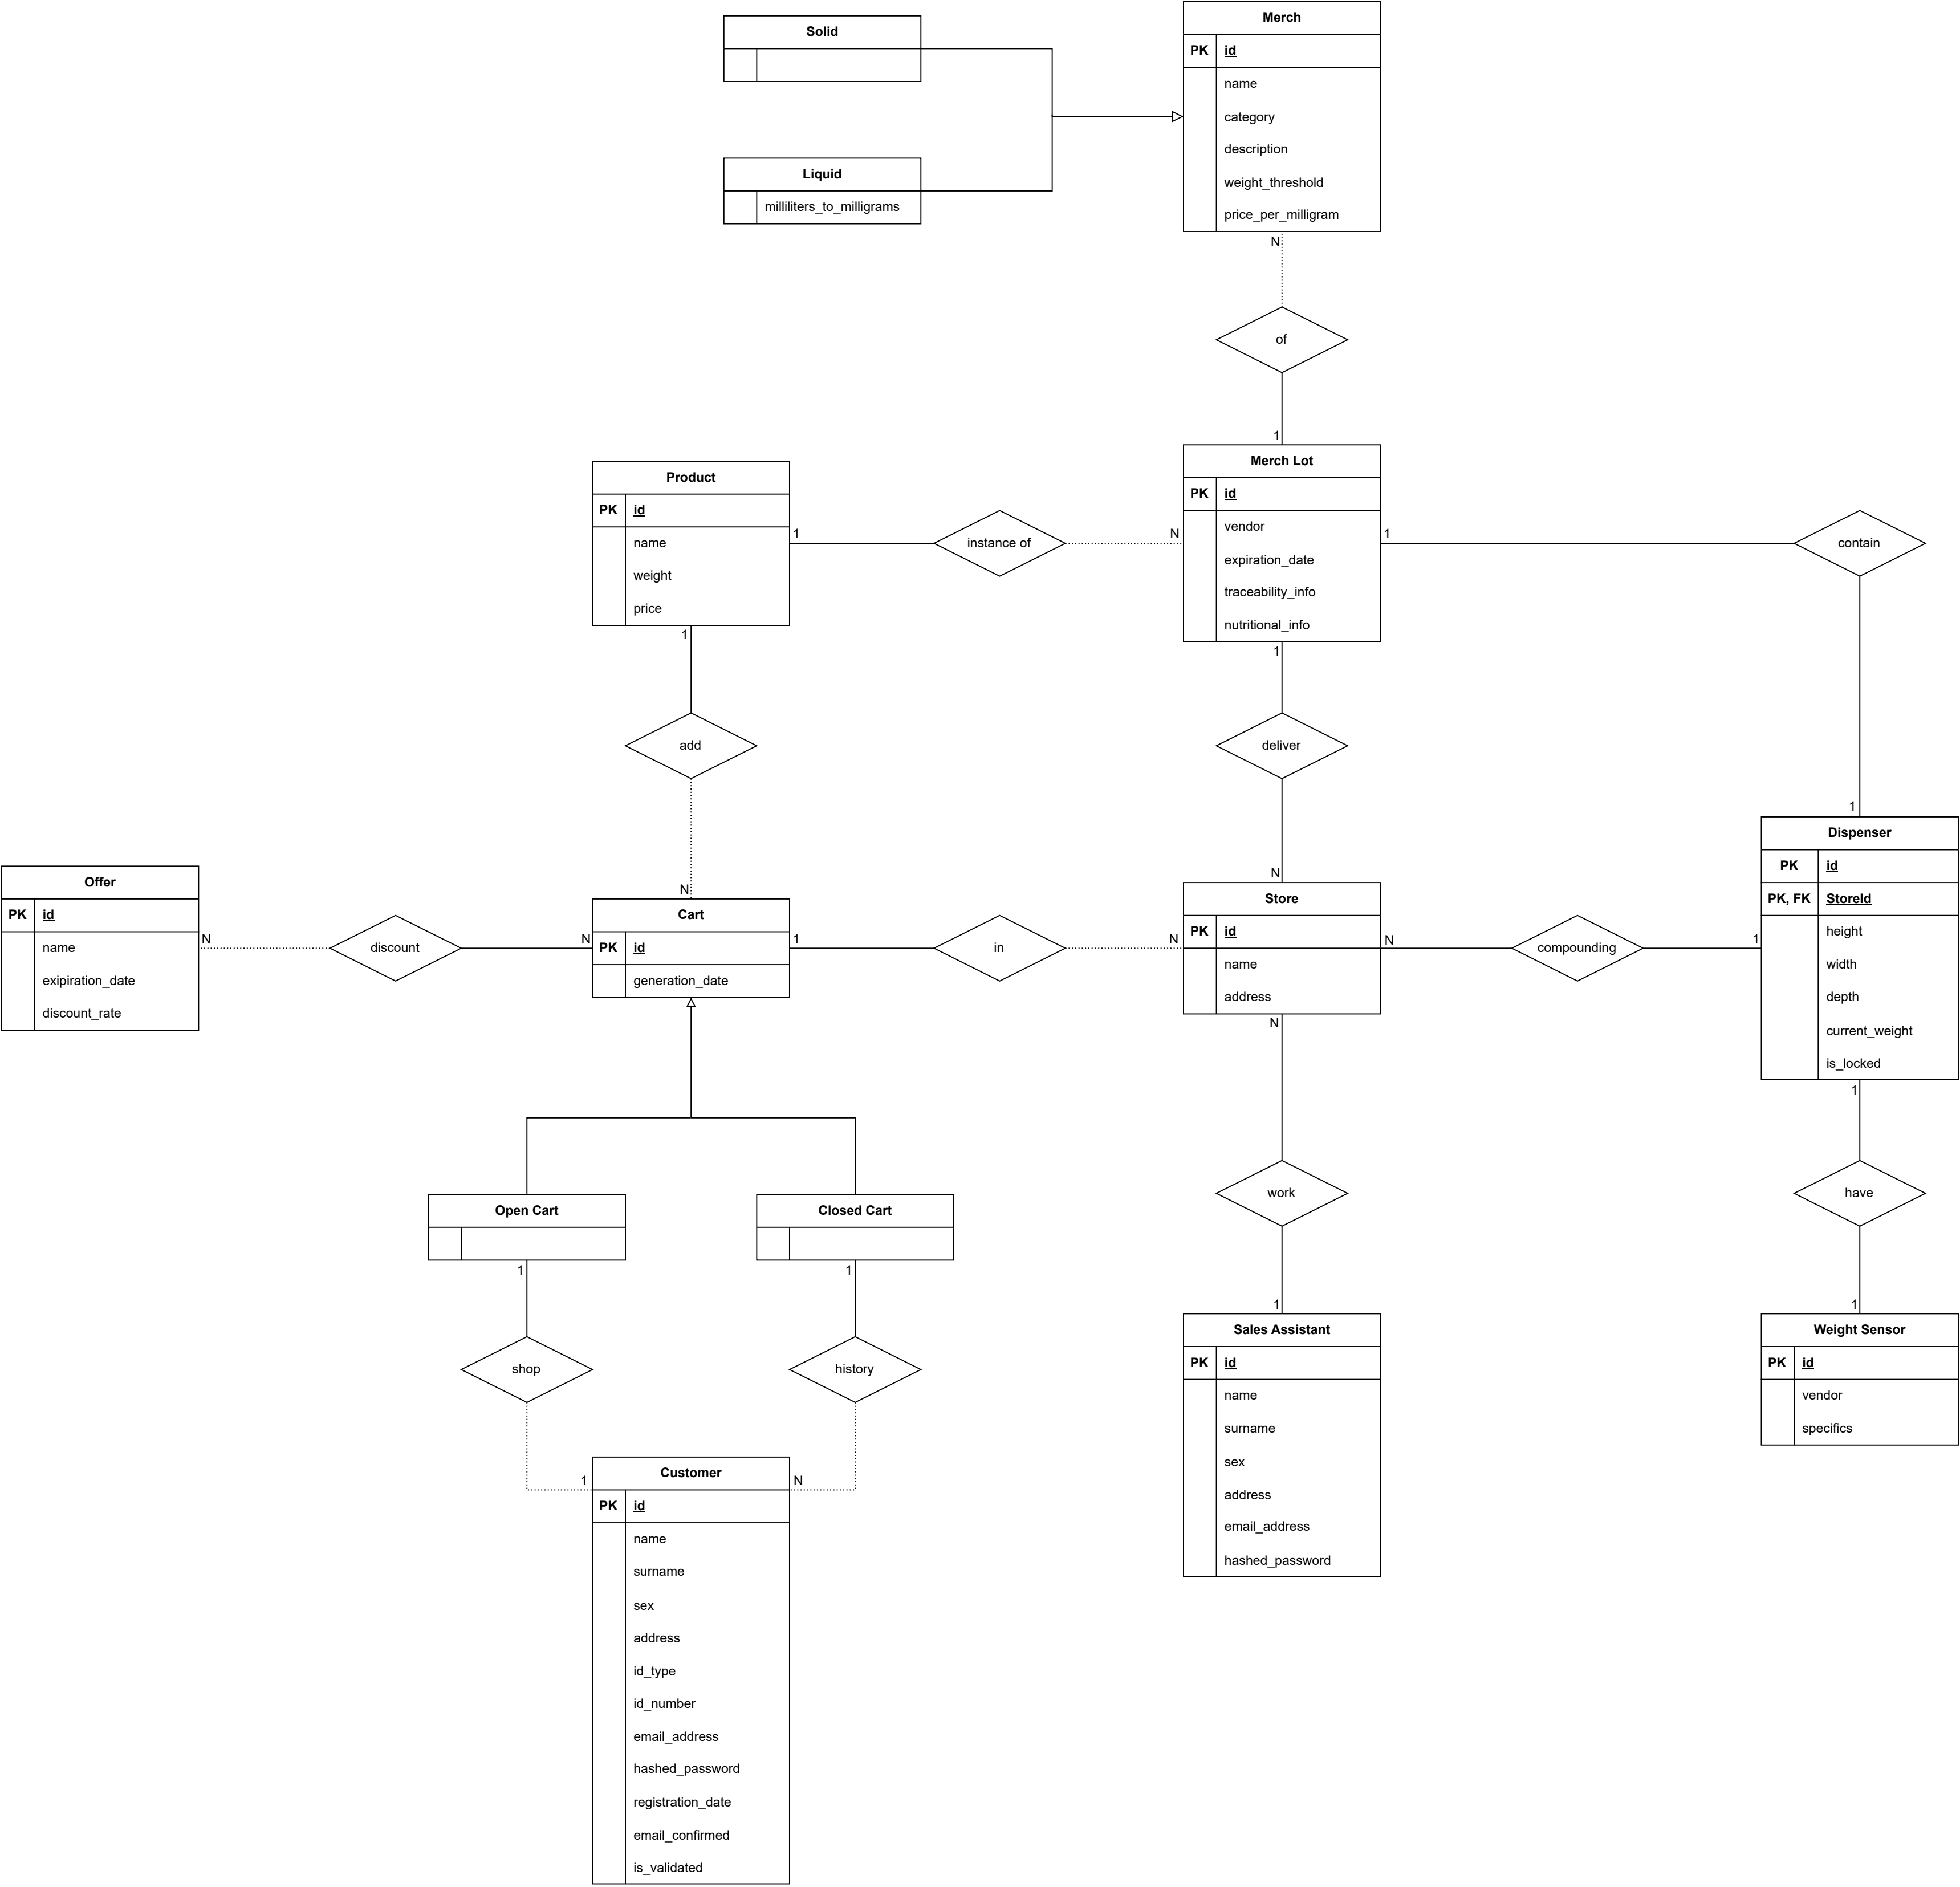 Solid
Liquid
milliliters_to_milligrams
Merch
PK id
name
category
description
weight_threshold
price_per_milligram
N
of
1
Product
PK id
name
weight
price
1
instance of
N
Merch Lot
PK id
vendor
expiration_date
traceability_info
nutritional_info
1
contain
1
1
add
N
1
deliver
N
Offer
PK id
name
exipiration_date
discount_rate
N
discount
N
Cart
PK id
generation_date
1
in
N
Store
PK id
name
address
N
compounding
1
Dispenser
PK id
PK, FK StoreId
height
width
depth
current_weight
is_locked
Open Cart
Closed Cart
1
shop
1
1
history
N
N
work
1
1
have
1
Customer
PK id
name
surname
sex
address
id_type
id_number
email_address
hashed_password
registration_date
email_confirmed
is_validated
Sales Assistant
PK id
name
surname
sex
address
email_address
hashed_password
Weight Sensor
PK id
vendor
specifics